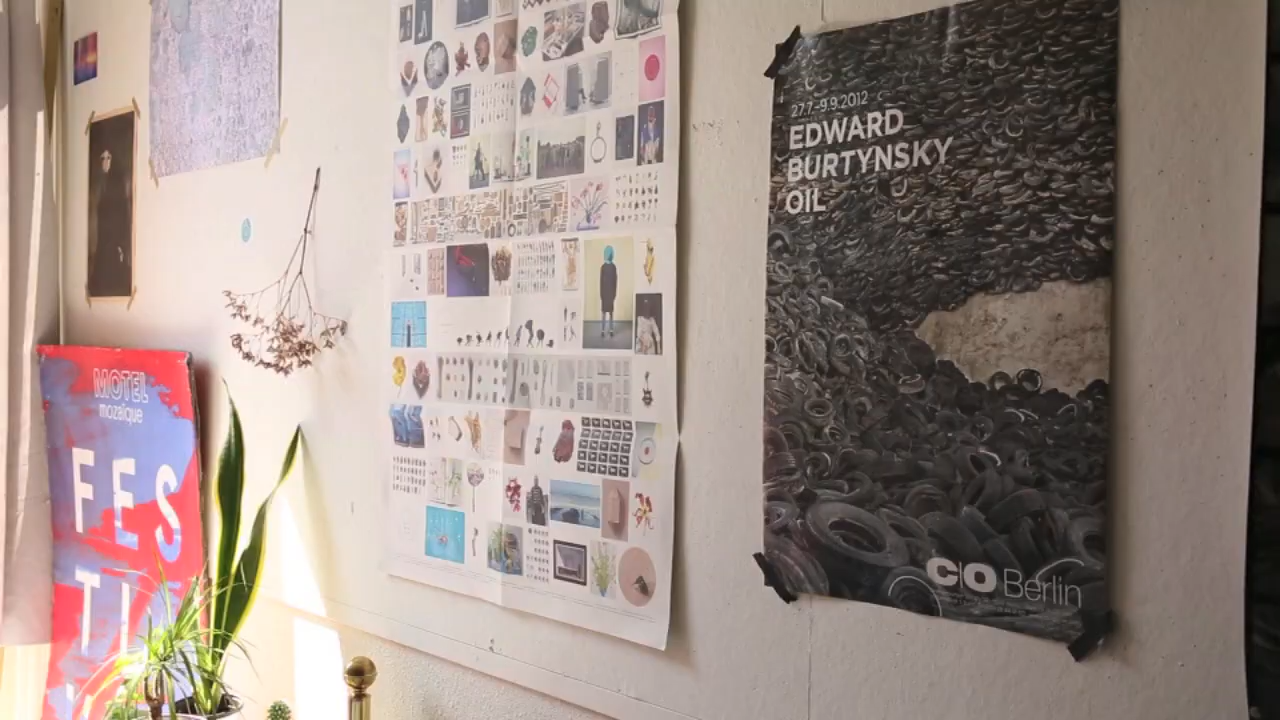 MOTEL
mozaïque
FES
TI
27.7.–9.9.2012
EDWARD
BURTYNSKY
OIL
C|O Berlin